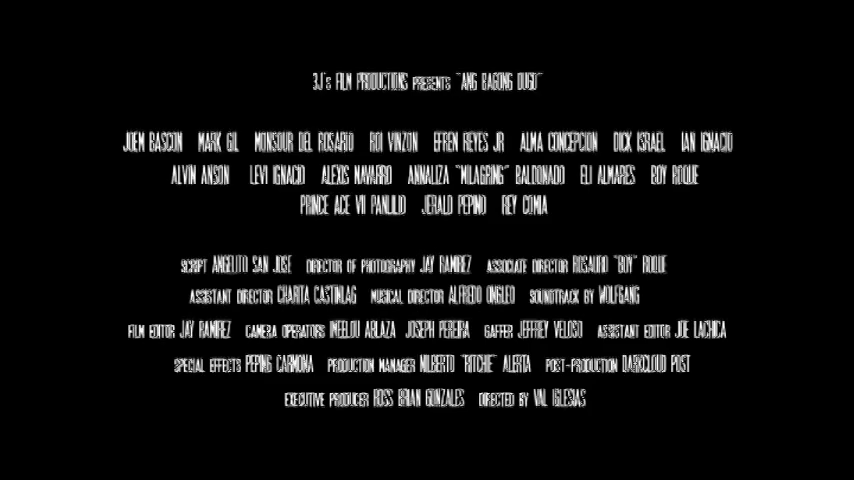 3J's FILM PRODUCTIONS PRESENTS "ANG BAGONG DUGO"
JOEM BASCON MARK GIL MONSOUR DEL ROSARIO ROI VINZON EFREN REYES JR ALMA CONCEPCION DICK ISRAEL IAN IGNACIO
ALVIN ANSON LEVI IGNACIO ALEXIS NAVARRO ANNALIZA "MILAGRING" BALDONADO ELI ALMARES BOY ROQUE
PRINCE ACE VII PANLILIO JERALD PEPINO REY COMIA
SCRIPT ANGELITO SAN JOSE DIRECTOR OF PHOTOGRAPHY JAY RAMIREZ ASSOCIATE DIRECTOR ROSAURO "BOY" ROQUE
ASSISTANT DIRECTOR CHARITA CASTINLAG MUSICAL DIRECTOR ALFREDO ONGLEO SOUNDTRACK BY WOLFGANG
FILM EDITOR JAY RAMIREZ CAMERA OPERATORS IMEELOU ABLAZA JOSEPH PEREIRA GAFFER JEFFREY VELOSO ASSISTANT EDITOR JOE LACHICA
SPECIAL EFFECTS PEPING CARMONA PRODUCTION MANAGER NILBERTO "RITCHIE" ALERTA POST-PRODUCTION DARKCLOUD POST
EXECUTIVE PRODUCER ROSS BRIAN GONZALES DIRECTED BY VAL IGLESIAS